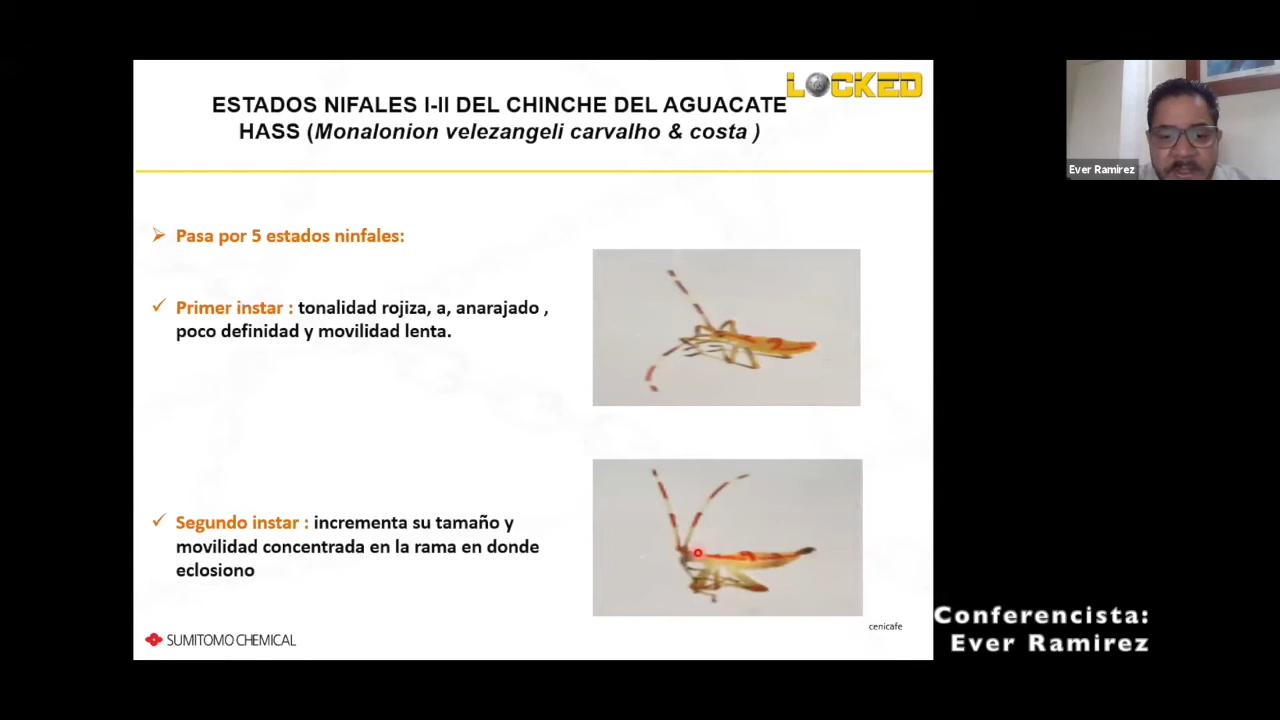 LOCKED
ESTADOS NIFALES I-II DEL CHINCHE DEL AGUACATE
HASS (Monalonion velezangeli carvalho & costa )
Pasa por 5 estados ninfales:
Primer instar : tonalidad rojiza, a, anarajado ,
poco definidad y movilidad lenta.
Segundo instar : incrementa su tamaño y
movilidad concentrada en la rama en donde
eclosiono
cenicafe
SUMITOMO CHEMICAL
Ever Ramirez
Conferencista:
Ever Ramirez